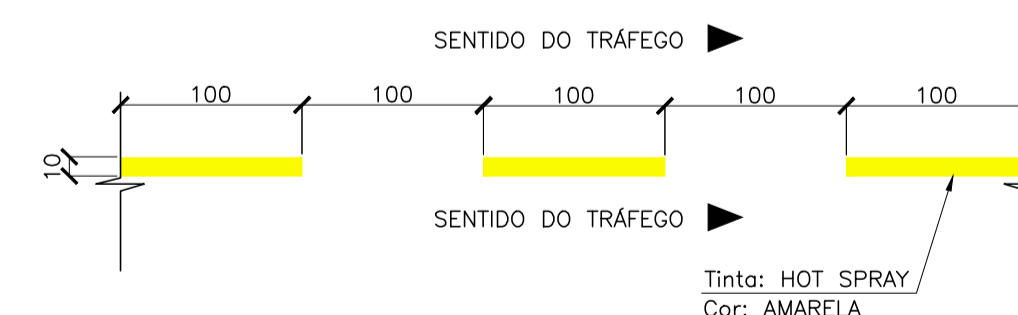 SENTIDO DO TRÁFEGO
100 100 100 100 100
10
SENTIDO DO TRÁFEGO
Tinta: HOT SPRAY
Cor: AMARELA